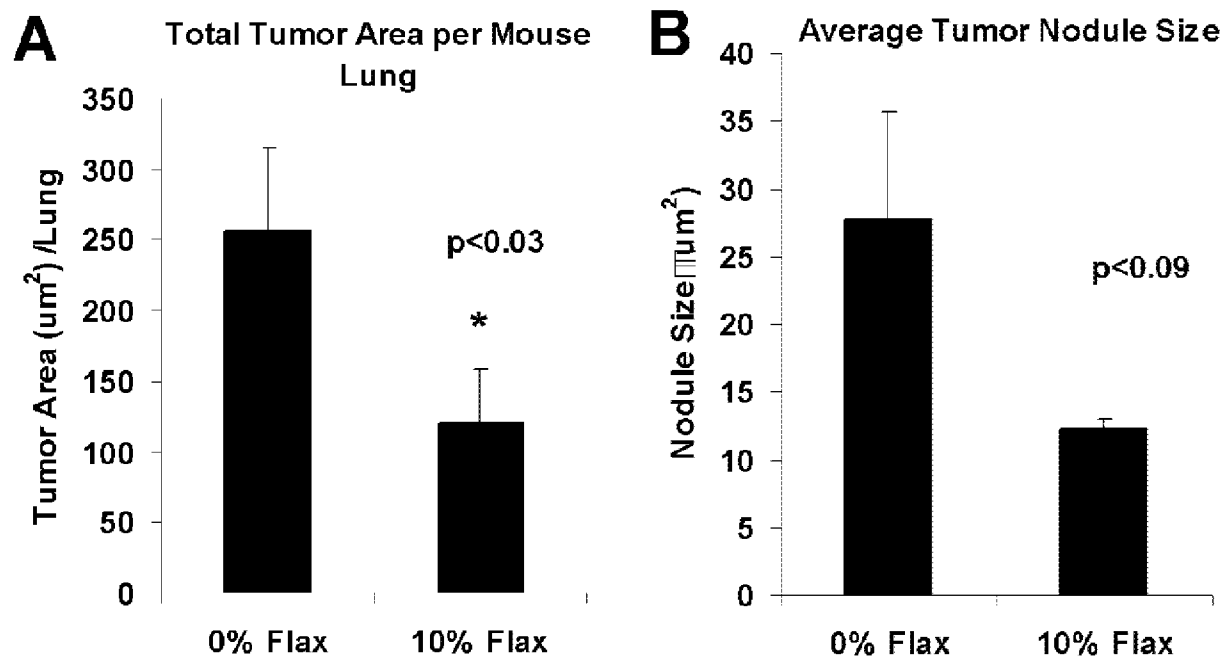 A
Total Tumor Area per Mouse
Lung
Tumor Area (um²) /Lung
350
300
250
200
150
100
50
0
p<0.03
*
0% Flax
10% Flax
B
Average Tumor Nodule Size
Nodule Size um²)
40
35
30
25
20
15
10
5
0
p<0.09
0% Flax
10% Flax